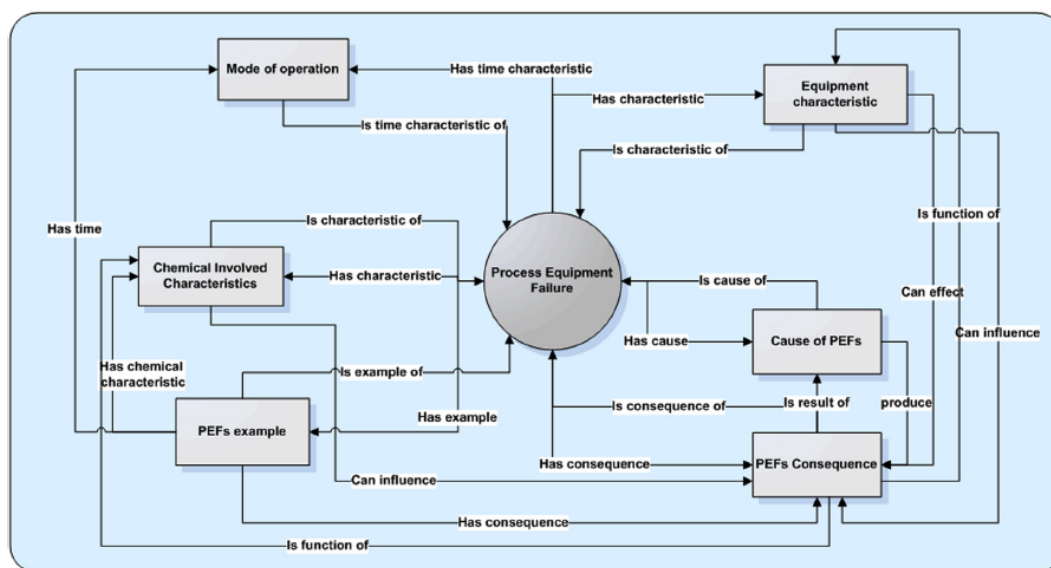 Mode of operation
Has time characteristic
Has characteristic
Equipment
characteristic
Is time characteristic of
Is characteristic of
Has time
Is characteristic of
Is function of
Chemical Involved
Characteristics
Has characteristic
Process Equipment
Failure
Is cause of
Can effect
Has cause
Cause of PEFs
Can influence
Has chemical
characteristic
Is example of
Is consequence of
Is result of
produce
Has example
PEFs example
Has consequence
PEFs Consequence
Can influence
Has consequence
Is function of